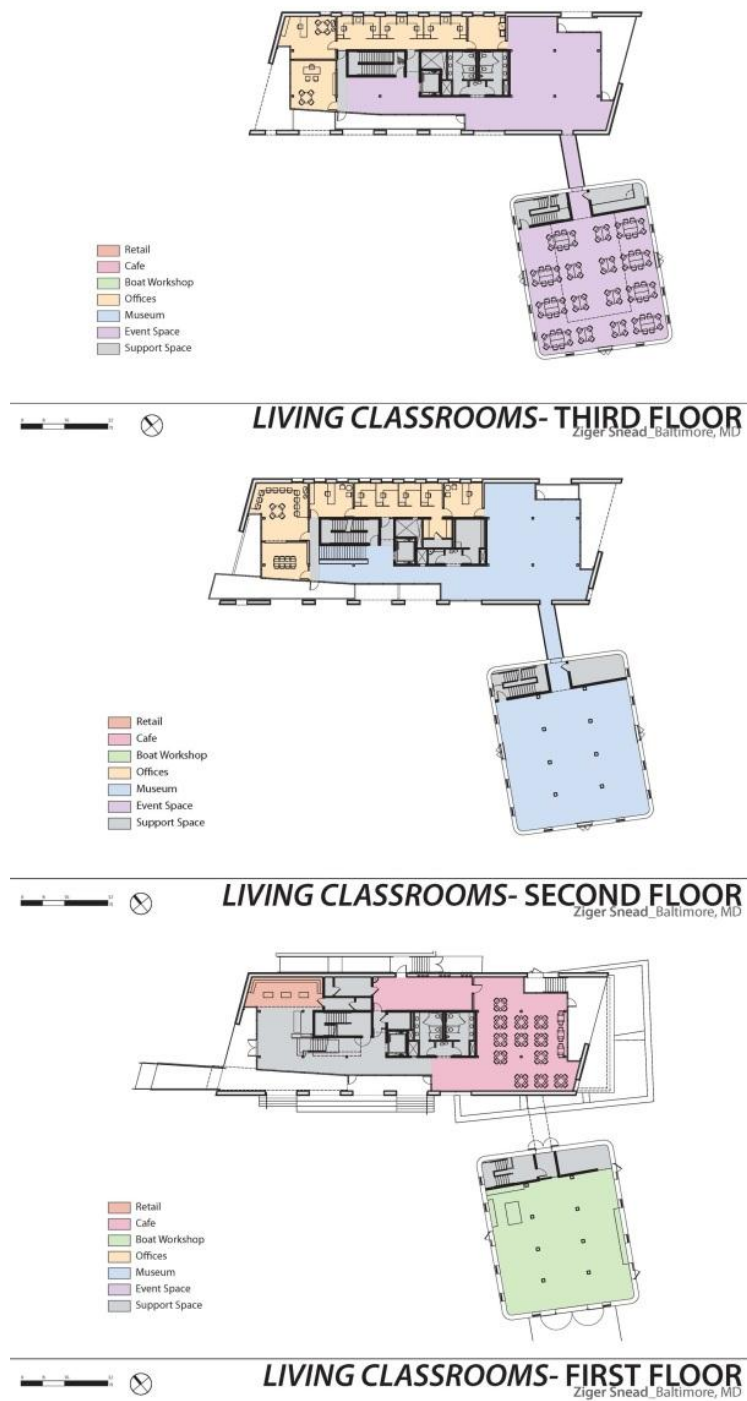 Retail
Cafe
Boat Workshop
Offices
Museum
Event Space
Support Space
LIVING CLASSROOMS- THIRD FLOOR
Ziger Snead_Baltimore, MD
Retail
Cafe
Boat Workshop
Offices
Museum
Event Space
Support Space
LIVING CLASSROOMS- SECOND FLOOR
Ziger Snead_Baltimore, MD
Retail
Cafe
Boat Workshop
Offices
Museum
Event Space
Support Space
LIVING CLASSROOMS- FIRST FLOOR
Ziger Snead_Baltimore, MD